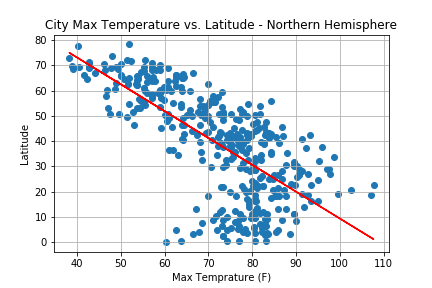 City Max Temperature vs. Latitude - Northern Hemisphere
80
70
60
50
40
30
20
10
0
Latitude
40 50 60 70 80 90 100 110
Max Temprature (F)